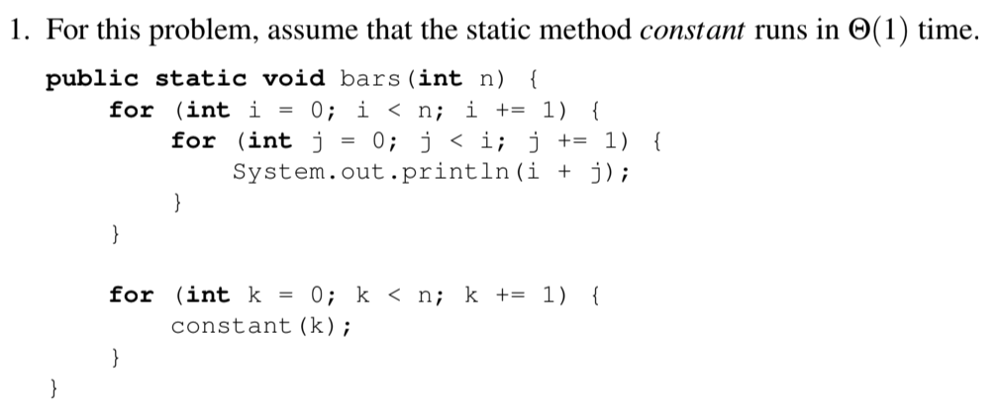 1. For this problem, assume that the static method constant runs in Θ(1) time.
public static void bars(int n) {
    for (int i = 0; i < n; i += 1) {
        for (int j = 0; j < i; j += 1) {
            System.out.println(i + j);
        }
    }

    for (int k = 0; k < n; k += 1) {
        constant(k);
    }
}